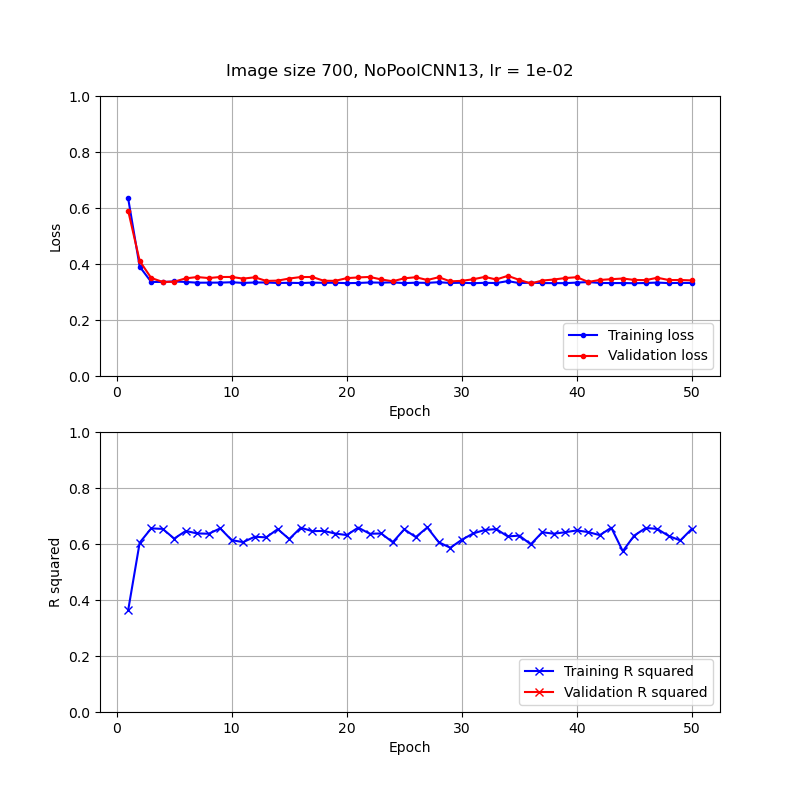 Image size 700, NoPoolCNN13, lr = 1e-02
1.0
0.8
0.6
0.4
0.2
0.0
Loss
0 10 20 30 40 50
Epoch
Training loss
Validation loss
1.0
0.8
0.6
0.4
0.2
0.0
R squared
0 10 20 30 40 50
Epoch
Training R squared
Validation R squared